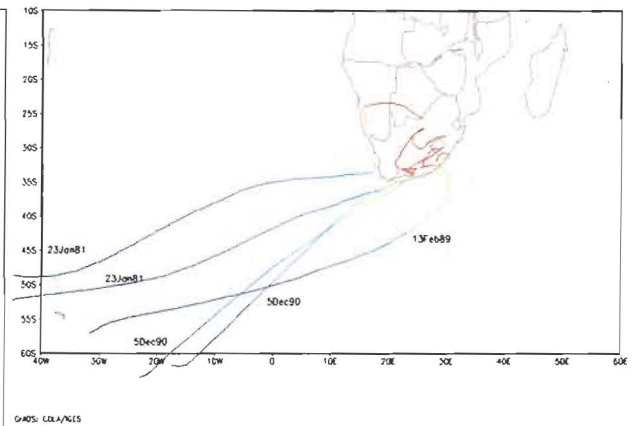 10S
15S
20S
25S
30S
35S
40S
45S
50S
55S
60S
23Jan81
23Jan81
13Feb89
5Dec90
5Dec90
40W 30W 20W 10W 0 10E 20E 30E 40E 50E 60E
GrADS: COLA/IGES